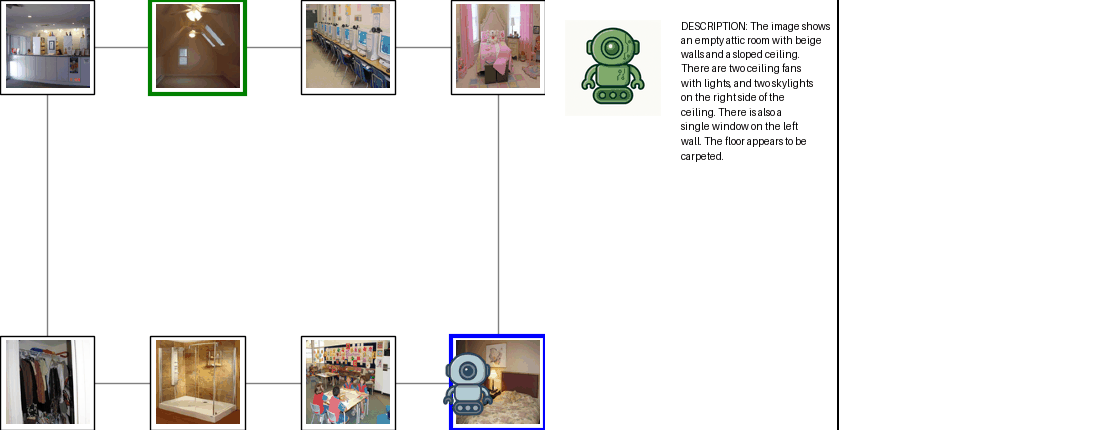 DESCRIPTION: The image shows
an empty attic room with beige
walls and a sloped ceiling.
There are two ceiling fans
with lights, and two skylights
on the right side of the
ceiling. There is also a
single window on the left
wall. The floor appears to be
carpeted.